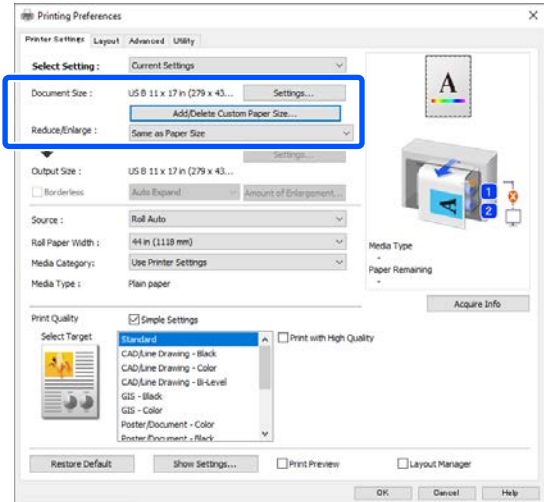 Printing Preferences
Printer Settings Layout Advanced Utility
Select Setting : Current Settings
Document Size : US B 11 x 17 in (279 x 43... Settings...
Add/Delete Custom Paper Size...
Reduce/Enlarge : Same as Paper Size
Settings...
Output Size : US B 11 x 17 in (279 x 43...
Borderless Auto Expand Amount of Enlargement...
Source : Roll Auto
Roll Paper Width : 44 in (1118 mm)
Media Category: Use Printer Settings
Media Type : Plain paper
A
1
2
Media Type
-
Paper Remaining
-
Acquire Info
Print Quality Simple Settings
Select Target
Standard
CAD/Line Drawing - Black
CAD/Line Drawing - Color
CAD/Line Drawing - Bi-Level
GIS - Black
GIS - Color
Poster/Document - Color
Poster/Document - Black
Print with High Quality
Restore Default Show Settings... Print Preview Layout Manager
OK Cancel Help